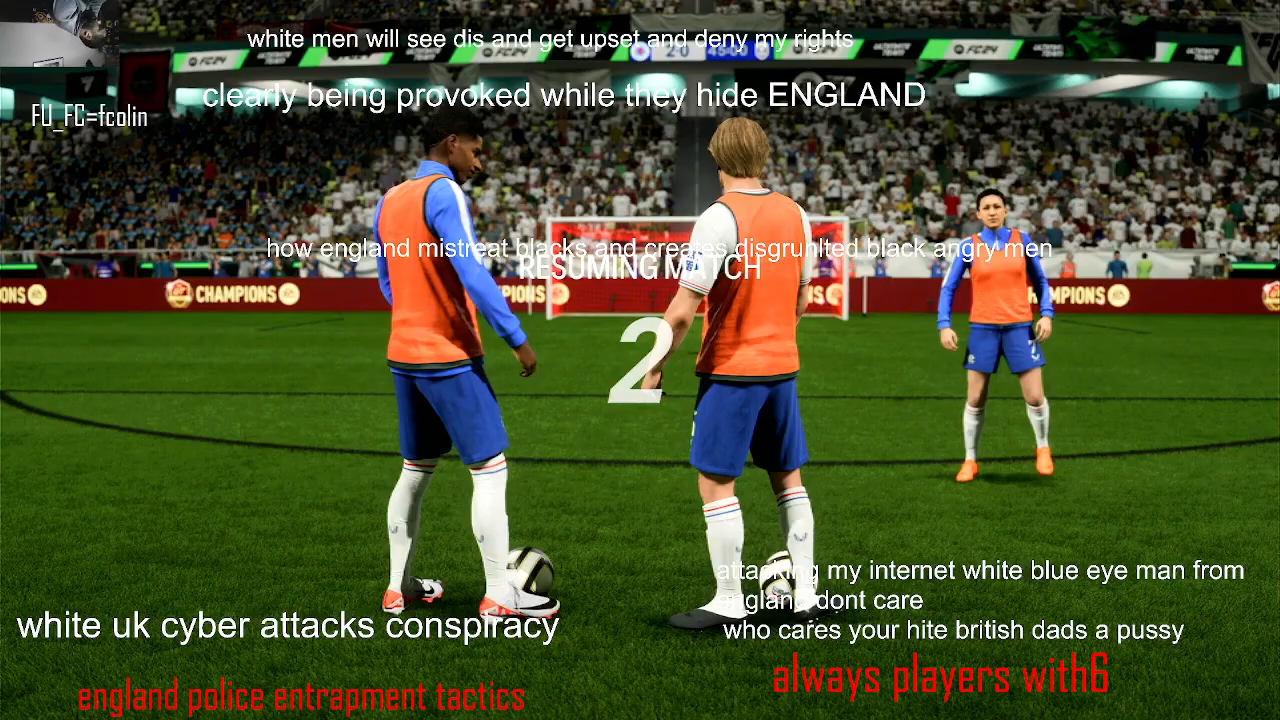 white men will see dis and get upset and deny my rights
FC24
FC24
clearly being provoked while they hide ENGLAND
FU_FC=fcolin
how england mistreat blacks and creates disgrunlted black angry men
RESUMING MATCH
CHAMPIONS
2
7
attacking my internet white blue eye man from
england dont care
white uk cyber attacks conspiracy
who cares your hite british dads a pussy
always players with6
england police entrapment tactics